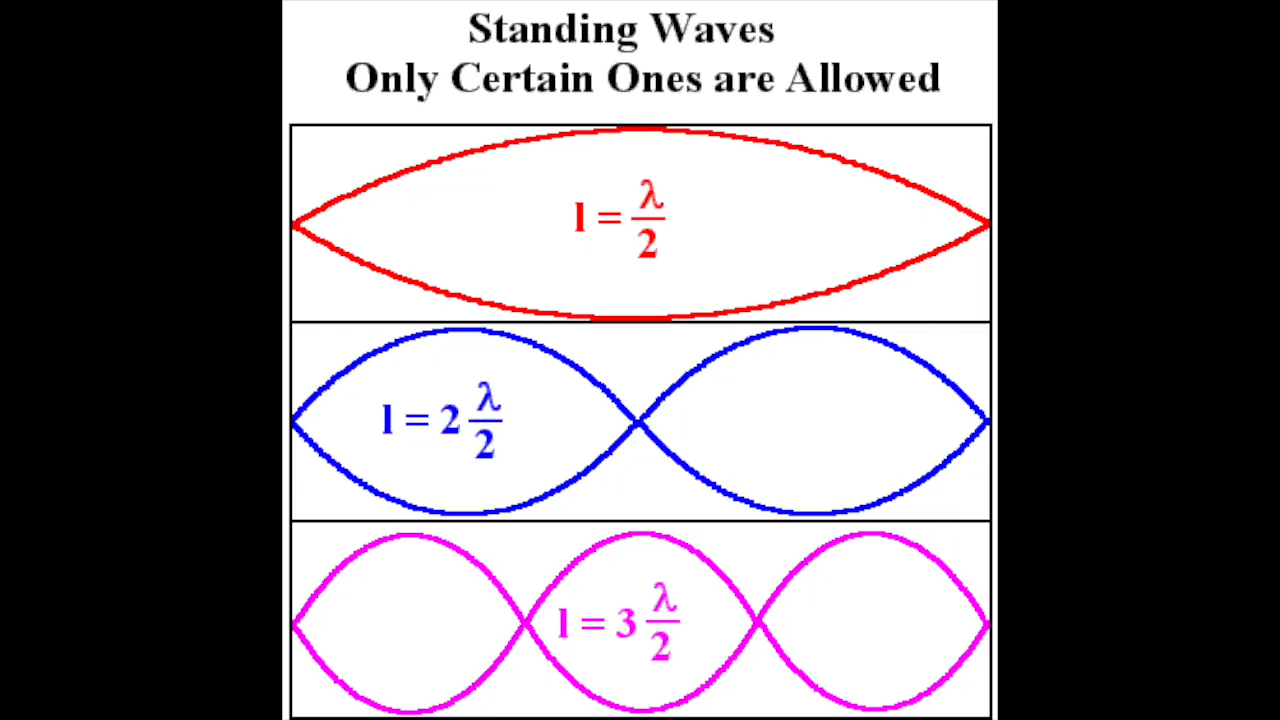 Standing Waves
Only Certain Ones are Allowed
l = λ/2
l = 2 λ/2
l = 3 λ/2